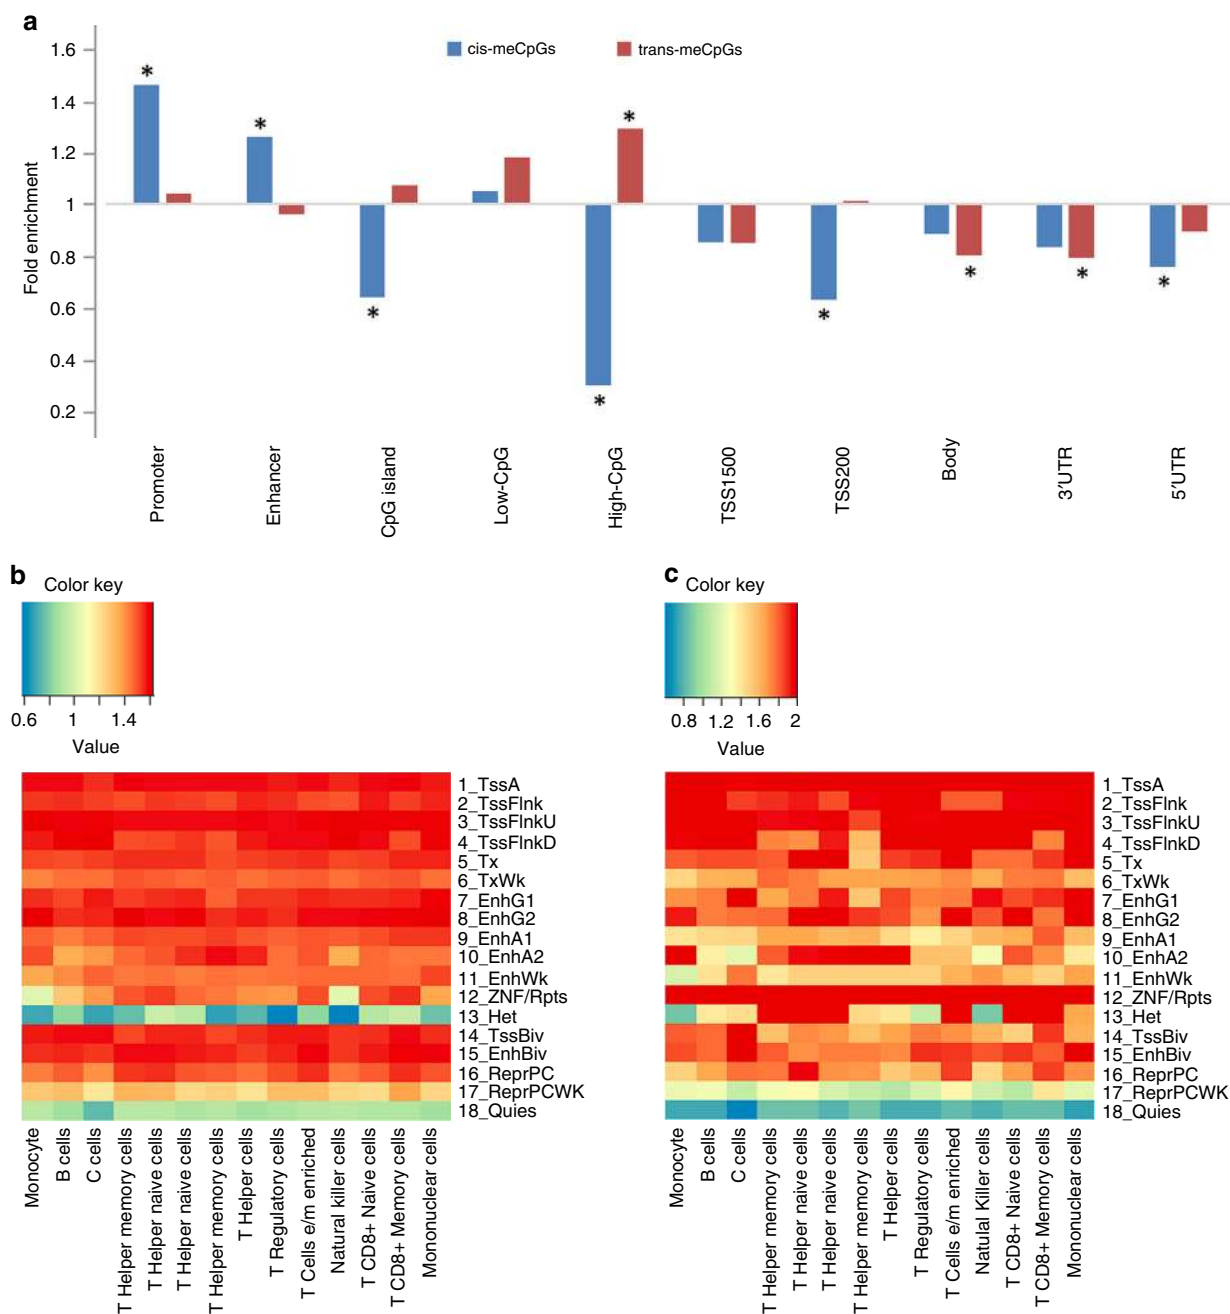 a
cis-meCpGs
trans-meCpGs
Fold enrichment
1.6
1.4
1.2
1
0.8
0.6
0.4
0.2
*
*
*
*
*
*
*
*
*
Promoter
Enhancer
CpG island
Low-CpG
High-CpG
TSS1500
TSS200
Body
3′UTR
5′UTR
b
Color key
0.6 1 1.4
Value
1_TssA
2_TssFlnk
3_TssFlnkU
4_TssFlnkD
5_Tx
6_TxWk
7_EnhG1
8_EnhG2
9_EnhA1
10_EnhA2
11_EnhWk
12_ZNF/Rpts
13_Het
14_TssBiv
15_EnhBiv
16_ReprPC
17_ReprPCWK
18_Quies
Monocyte
B cells
C cells
T Helper memory cells
T Helper naive cells
T Helper naive cells
T Helper memory cells
T Helper cells
T Regulatory cells
T Cells e/m enriched
Natural killer cells
T CD8+ Naive cells
T CD8+ Memory cells
Mononuclear cells
c
Color key
0.8 1.2 1.6 2
Value
1_TssA
2_TssFlnk
3_TssFlnkU
4_TssFlnkD
5_Tx
6_TxWk
7_EnhG1
8_EnhG2
9_EnhA1
10_EnhA2
11_EnhWk
12_ZNF/Rpts
13_Het
14_TssBiv
15_EnhBiv
16_ReprPC
17_ReprPCWK
18_Quies
Monocyte
B cells
C cells
T Helper memory cells
T Helper naive cells
T Helper naive cells
T Helper memory cells
T Helper cells
T Regulatory cells
T Cells e/m enriched
Natulal Killer cells
T CD8+ Naive cells
T CD8+ Memory cells
Mononuclear cells